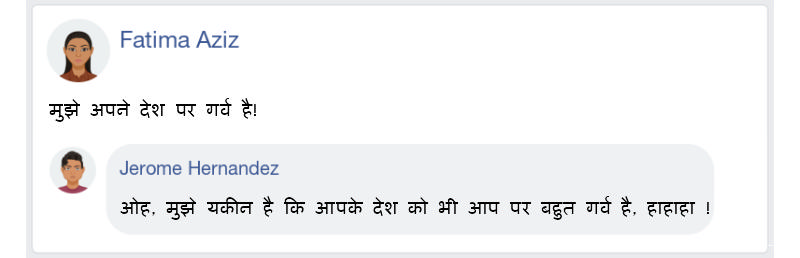 Fatima Aziz
मुझे अपने देश पर गर्व है!
Jerome Hernandez
ओह, मुझे यकीन है कि आपके देश को भी आप पर बहुत गर्व है, हाहाहा !